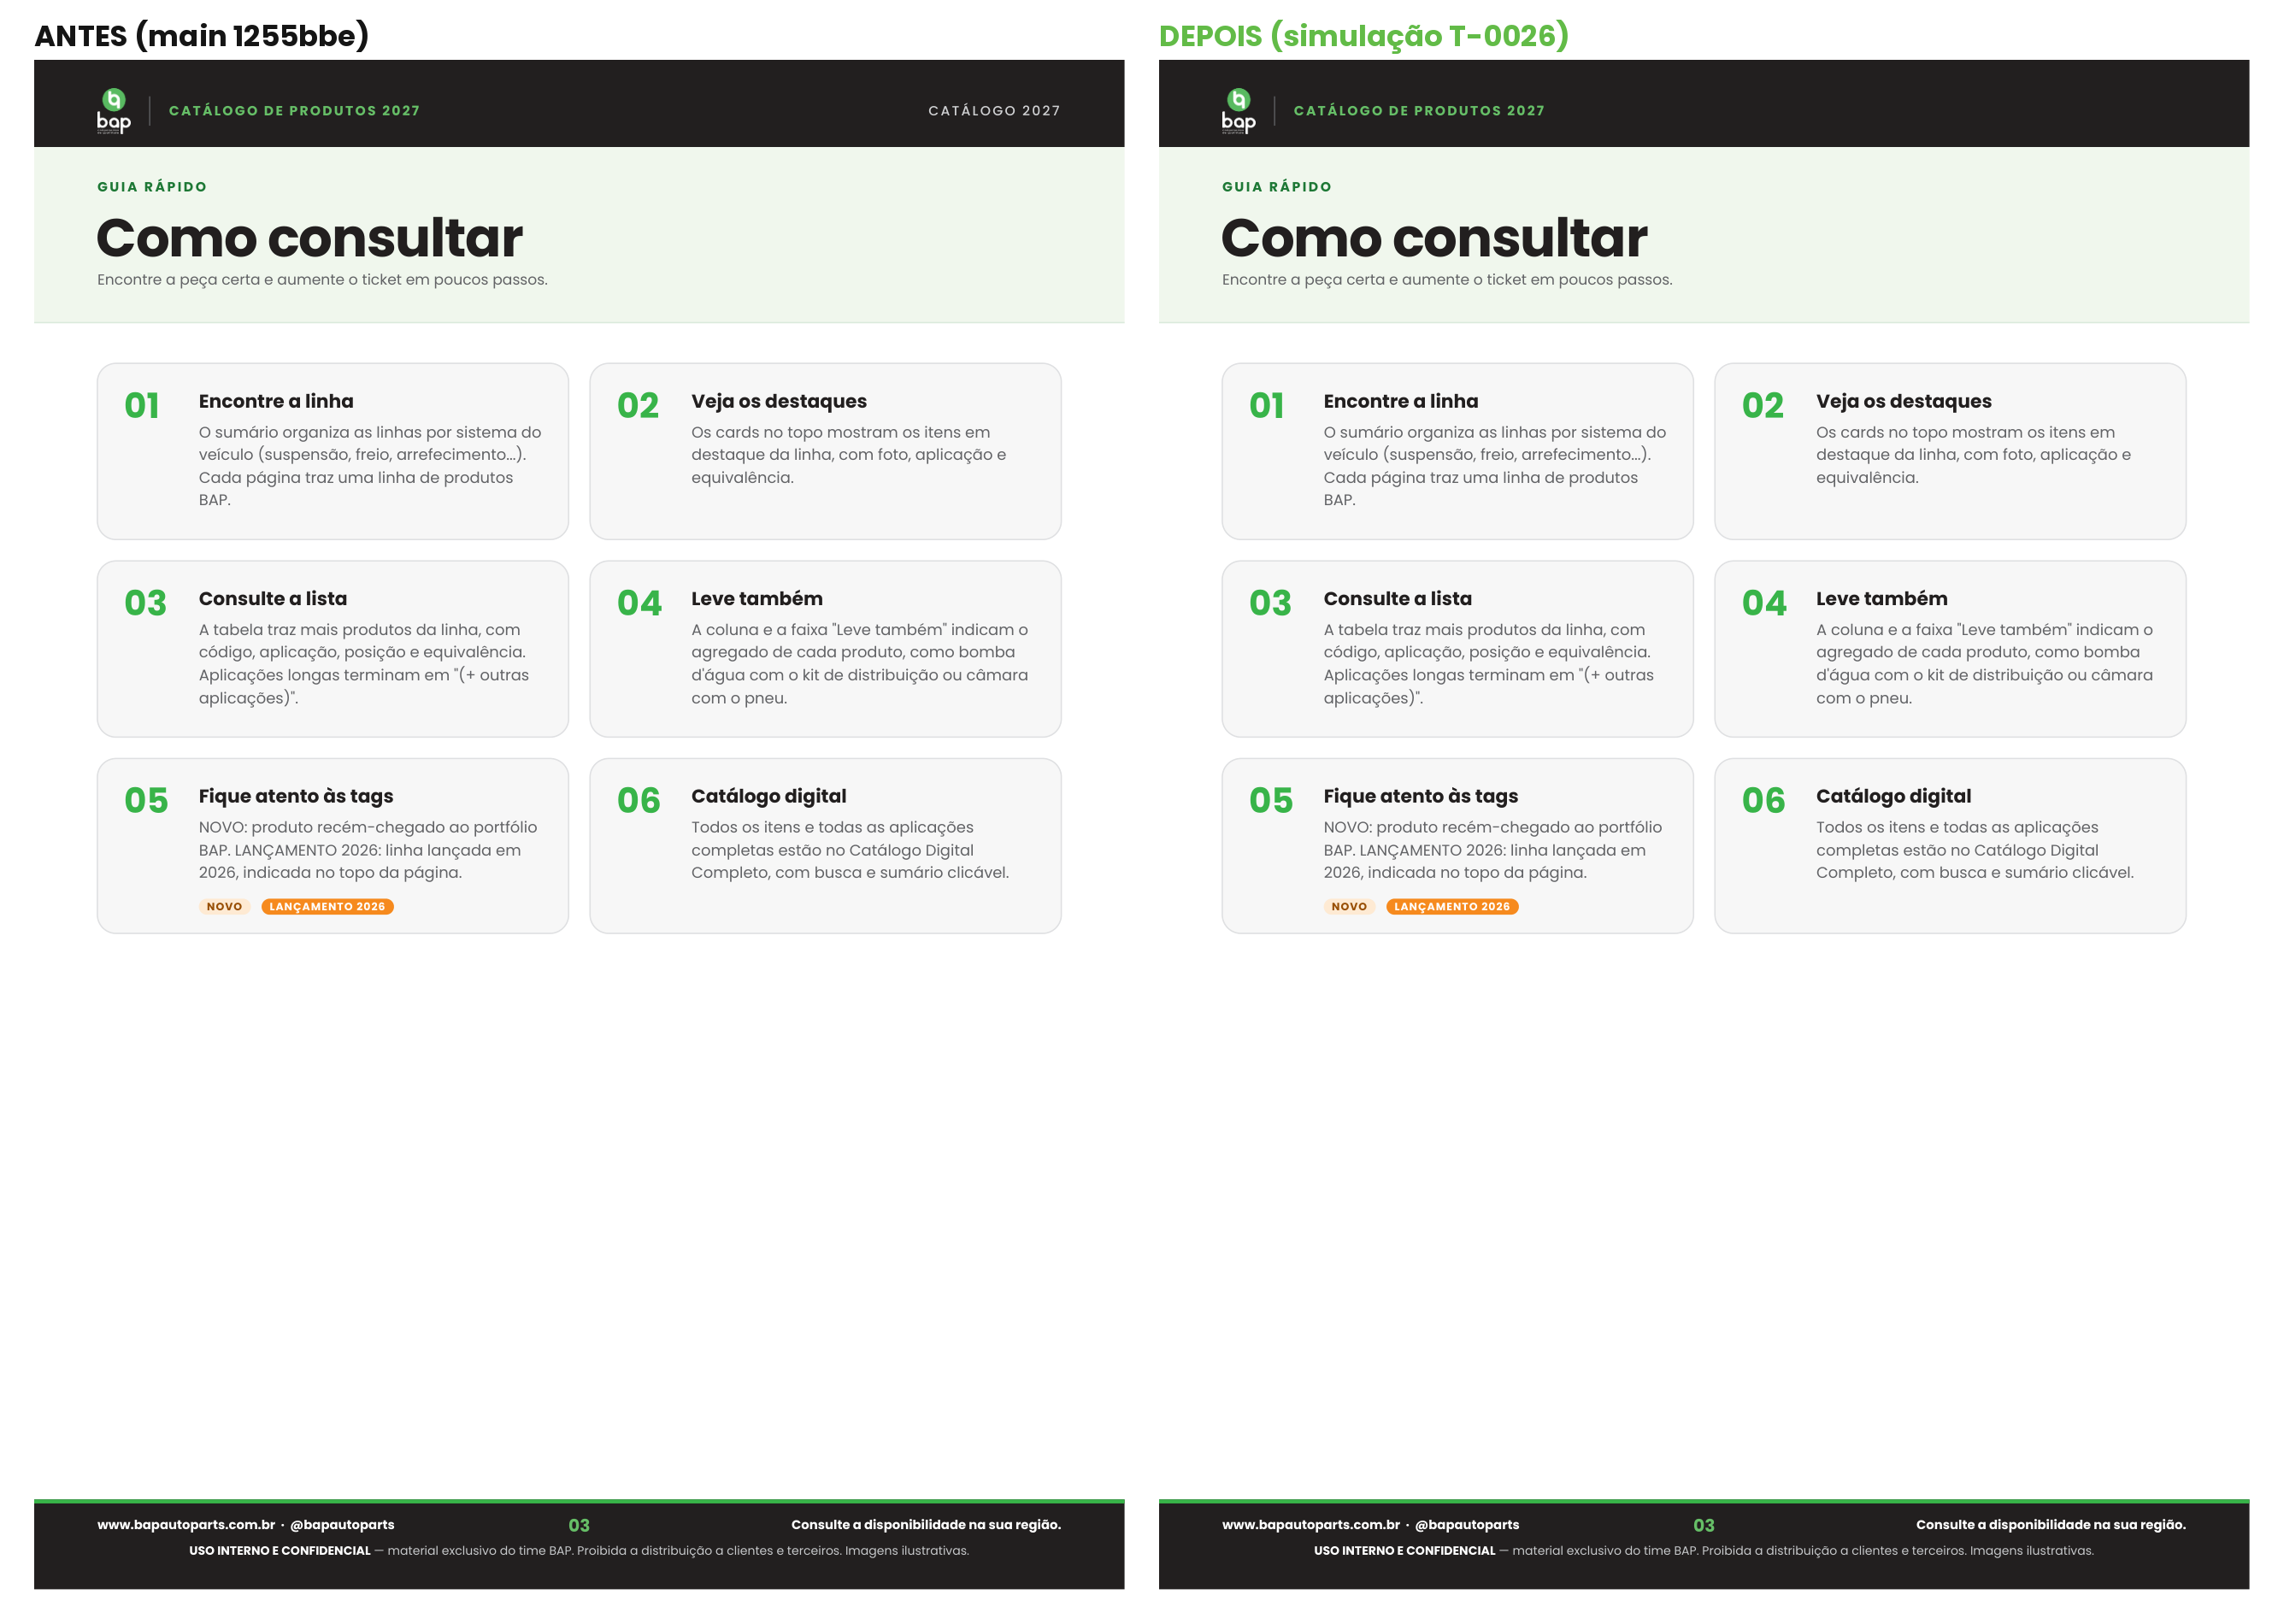 ANTES (main 1255bbe)
bap
CATÁLOGO DE PRODUTOS 2027
CATÁLOGO 2027
GUIA RÁPIDO
Como consultar
Encontre a peça certa e aumente o ticket em poucos passos.
01
Encontre a linha
O sumário organiza as linhas por sistema do
veículo (suspensão, freio, arrefecimento...).
Cada página traz uma linha de produtos
BAP.
02
Veja os destaques
Os cards no topo mostram os itens em
destaque da linha, com foto, aplicação e
equivalência.
03
Consulte a lista
A tabela traz mais produtos da linha, com
código, aplicação, posição e equivalência.
Aplicações longas terminam em "(+ outras
aplicações)".
04
Leve também
A coluna e a faixa "Leve também" indicam o
agregado de cada produto, como bomba
d'água com o kit de distribuição ou câmara
com o pneu.
05
Fique atento às tags
NOVO: produto recém-chegado ao portfólio
BAP. LANÇAMENTO 2026: linha lançada em
2026, indicada no topo da página.
NOVO LANÇAMENTO 2026
06
Catálogo digital
Todos os itens e todas as aplicações
completas estão no Catálogo Digital
Completo, com busca e sumário clicável.
www.bapautoparts.com.br · @bapautoparts
03
Consulte a disponibilidade na sua região.
USO INTERNO E CONFIDENCIAL — material exclusivo do time BAP. Proibida a distribuição a clientes e terceiros. Imagens ilustrativas.
DEPOIS (simulação T-0026)
bap
CATÁLOGO DE PRODUTOS 2027
GUIA RÁPIDO
Como consultar
Encontre a peça certa e aumente o ticket em poucos passos.
01
Encontre a linha
O sumário organiza as linhas por sistema do
veículo (suspensão, freio, arrefecimento...).
Cada página traz uma linha de produtos
BAP.
02
Veja os destaques
Os cards no topo mostram os itens em
destaque da linha, com foto, aplicação e
equivalência.
03
Consulte a lista
A tabela traz mais produtos da linha, com
código, aplicação, posição e equivalência.
Aplicações longas terminam em "(+ outras
aplicações)".
04
Leve também
A coluna e a faixa "Leve também" indicam o
agregado de cada produto, como bomba
d'água com o kit de distribuição ou câmara
com o pneu.
05
Fique atento às tags
NOVO: produto recém-chegado ao portfólio
BAP. LANÇAMENTO 2026: linha lançada em
2026, indicada no topo da página.
NOVO LANÇAMENTO 2026
06
Catálogo digital
Todos os itens e todas as aplicações
completas estão no Catálogo Digital
Completo, com busca e sumário clicável.
www.bapautoparts.com.br · @bapautoparts
03
Consulte a disponibilidade na sua região.
USO INTERNO E CONFIDENCIAL — material exclusivo do time BAP. Proibida a distribuição a clientes e terceiros. Imagens ilustrativas.